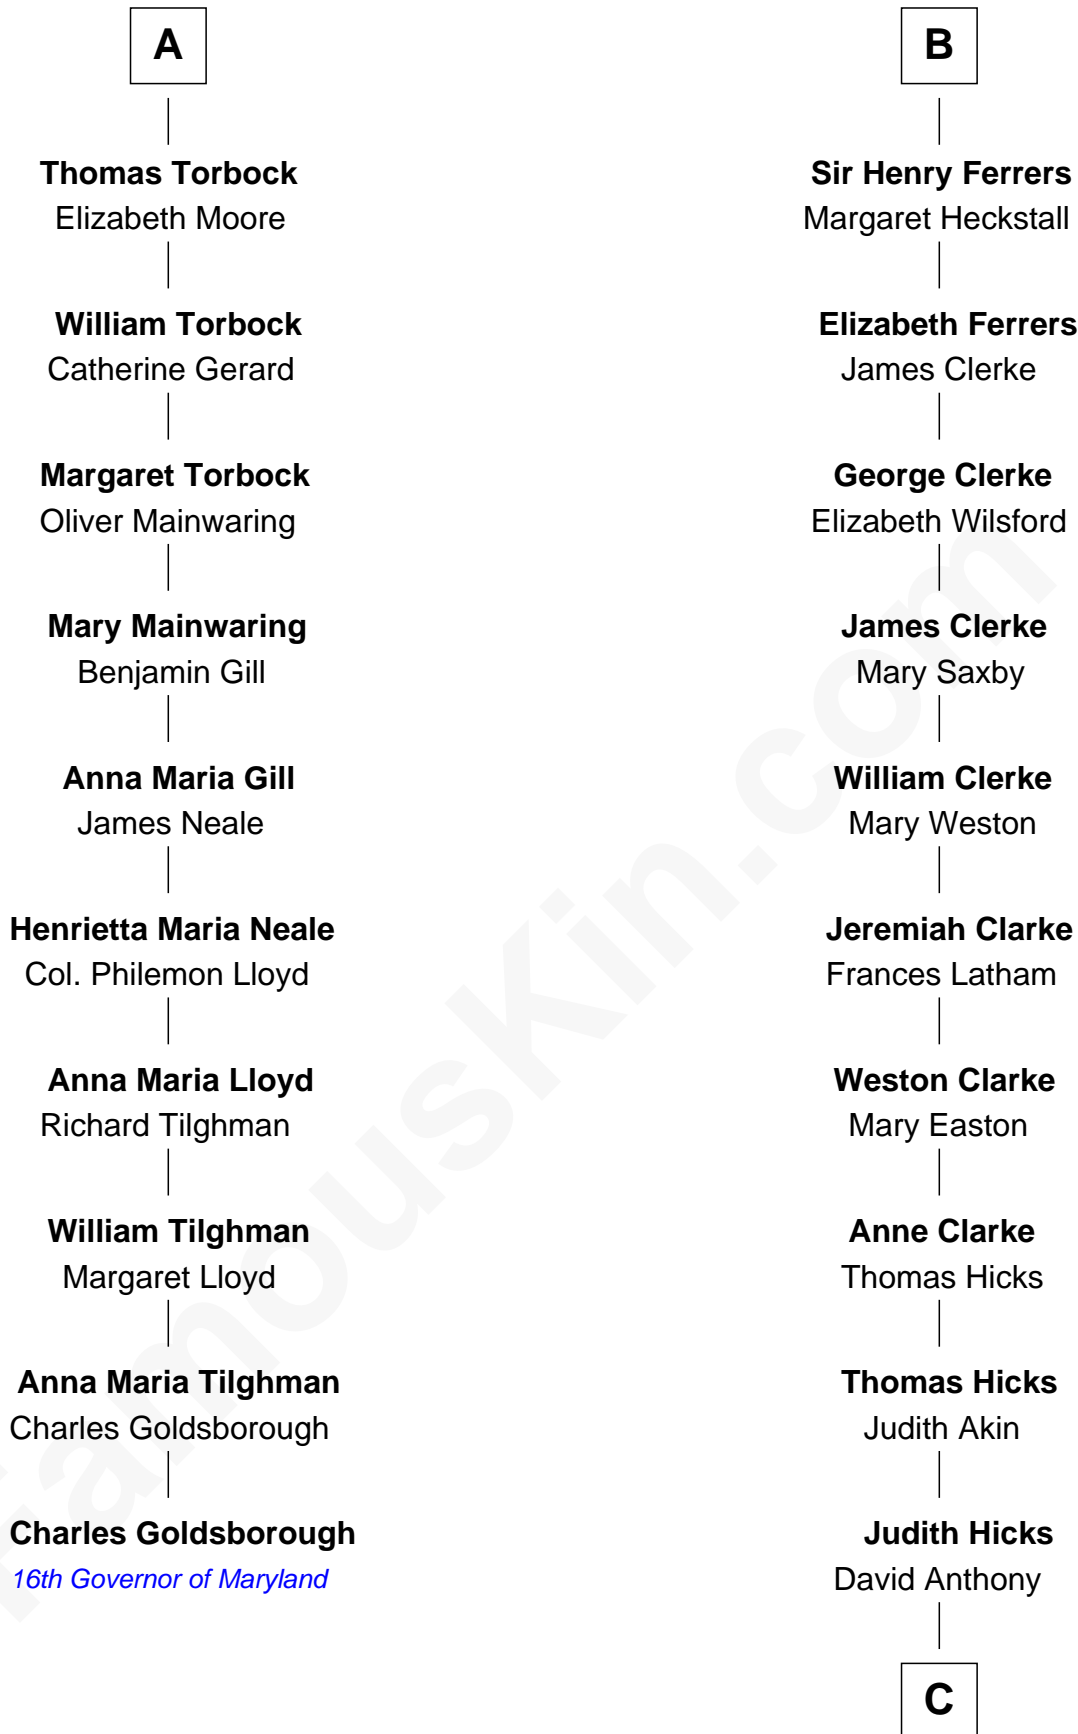 A
Thomas Torbock
Elizabeth Moore
William Torbock
Catherine Gerard
Margaret Torbock
Oliver Mainwaring
Mary Mainwaring
Benjamin Gill
Anna Maria Gill
James Neale
Henrietta Maria Neale
Col. Philemon Lloyd
Anna Maria Lloyd
Richard Tilghman
William Tilghman
Margaret Lloyd
Anna Maria Tilghman
Charles Goldsborough
Charles Goldsborough
16th Governor of Maryland
B
Sir Henry Ferrers
Margaret Heckstall
Elizabeth Ferrers
James Clerke
George Clerke
Elizabeth Wilsford
James Clerke
Mary Saxby
William Clerke
Mary Weston
Jeremiah Clarke
Frances Latham
Weston Clarke
Mary Easton
Anne Clarke
Thomas Hicks
Thomas Hicks
Judith Akin
Judith Hicks
David Anthony
C
FamousKin.com